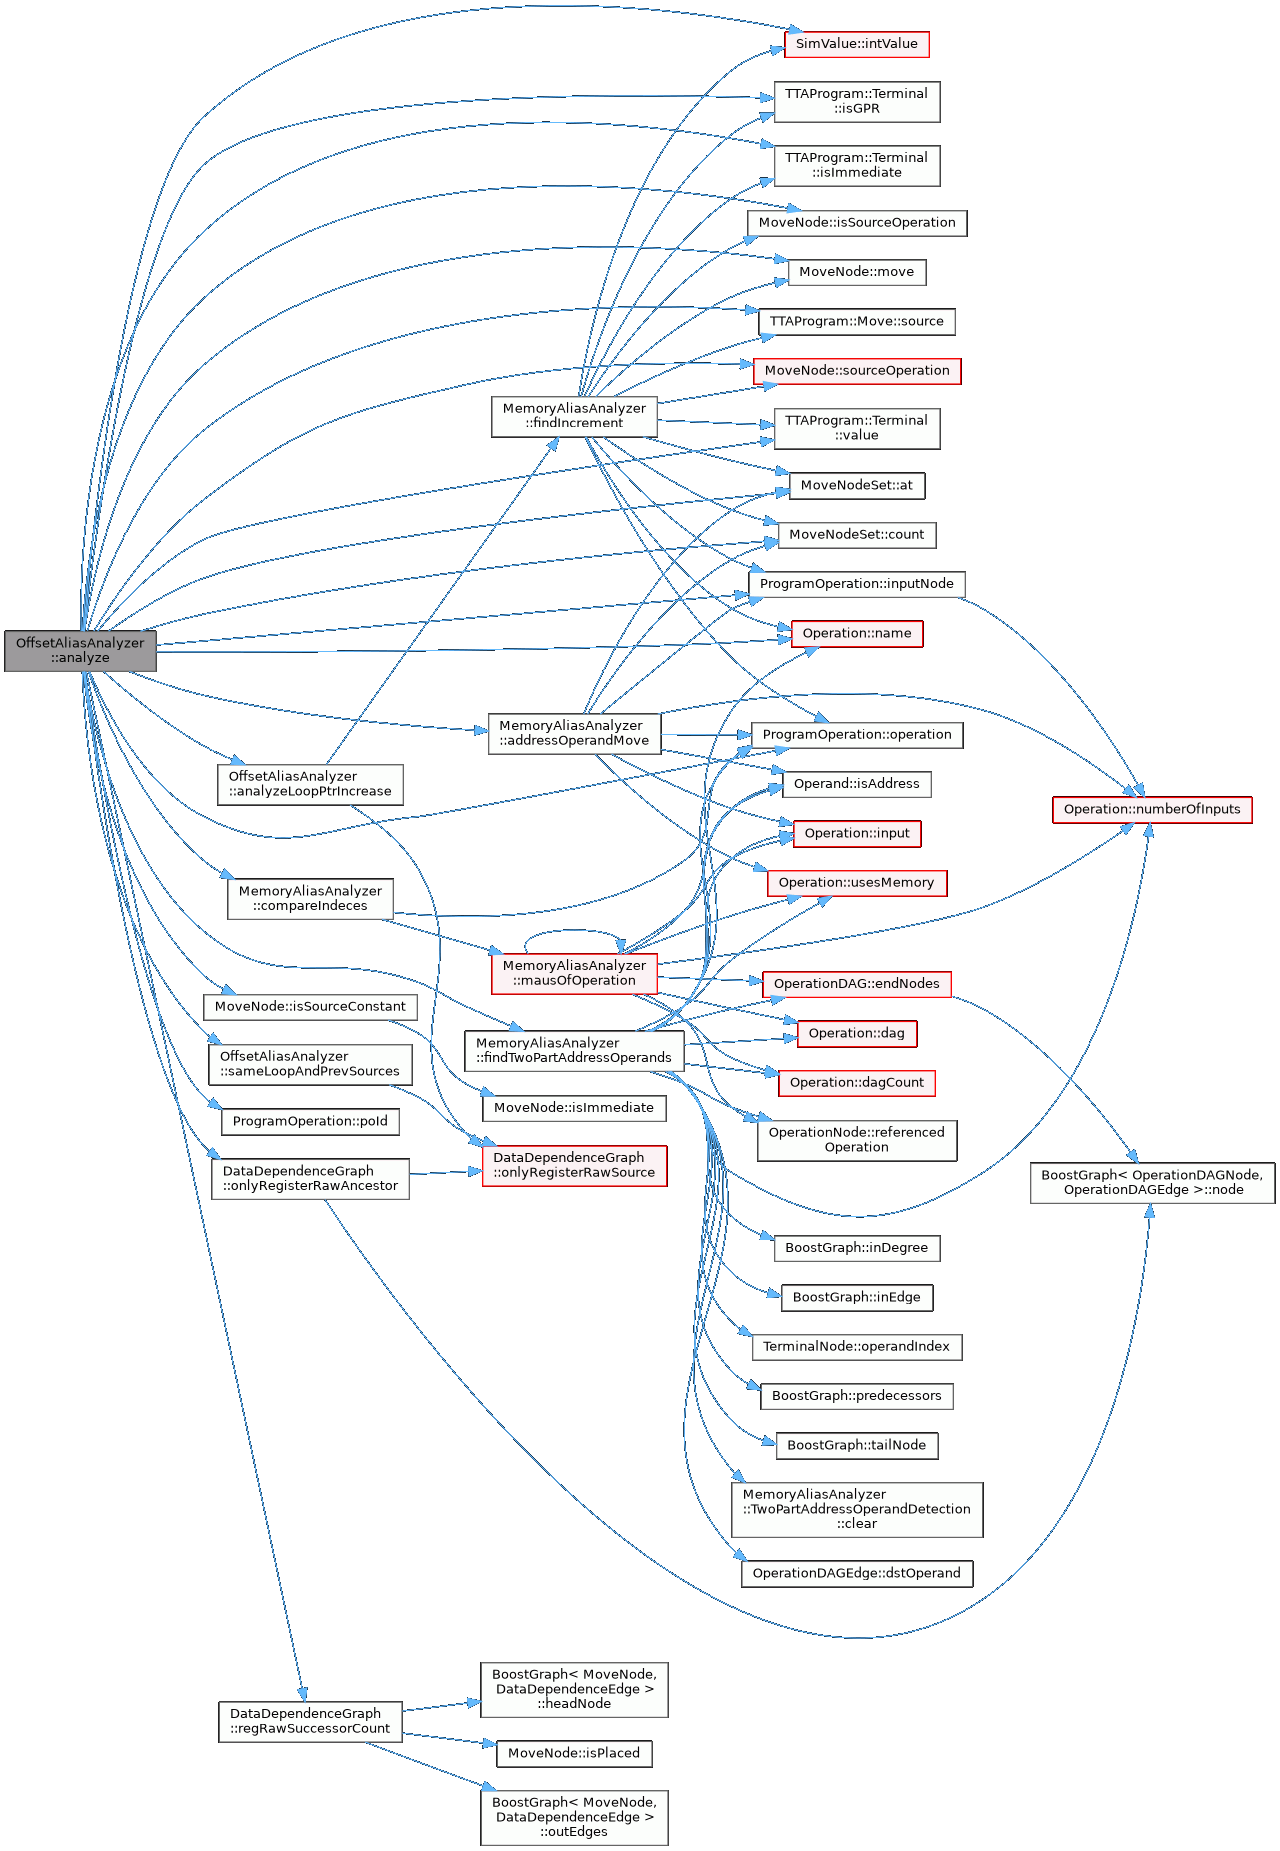 SimValue::intValue
TTAProgram::Terminal
::isGPR
TTAProgram::Terminal
::isImmediate
MoveNode::isSourceOperation
MoveNode::move
TTAProgram::Move::source
MoveNode::sourceOperation
MemoryAliasAnalyzer
::findIncrement
TTAProgram::Terminal
::value
MoveNodeSet::at
MoveNodeSet::count
ProgramOperation::inputNode
Operation::name
OffsetAliasAnalyzer
::analyze
MemoryAliasAnalyzer
::addressOperandMove
ProgramOperation::operation
OffsetAliasAnalyzer
::analyzeLoopPtrIncrease
Operand::isAddress
Operation::numberOfInputs
Operation::input
Operation::usesMemory
MemoryAliasAnalyzer
::compareIndeces
MemoryAliasAnalyzer
::mausOfOperation
OperationDAG::endNodes
MoveNode::isSourceConstant
Operation::dag
MemoryAliasAnalyzer
::findTwoPartAddressOperands
OffsetAliasAnalyzer
::sameLoopAndPrevSources
Operation::dagCount
MoveNode::isImmediate
ProgramOperation::poId
OperationNode::referenced
Operation
DataDependenceGraph
::onlyRegisterRawSource
DataDependenceGraph
::onlyRegisterRawAncestor
BoostGraph< OperationDAGNode,
OperationDAGEdge >::node
BoostGraph::inDegree
BoostGraph::inEdge
TerminalNode::operandIndex
BoostGraph::predecessors
BoostGraph::tailNode
MemoryAliasAnalyzer
::TwoPartAddressOperandDetection
::clear
OperationDAGEdge::dstOperand
BoostGraph< MoveNode,
DataDependenceEdge >
::headNode
DataDependenceGraph
::regRawSuccessorCount
MoveNode::isPlaced
BoostGraph< MoveNode,
DataDependenceEdge >
::outEdges